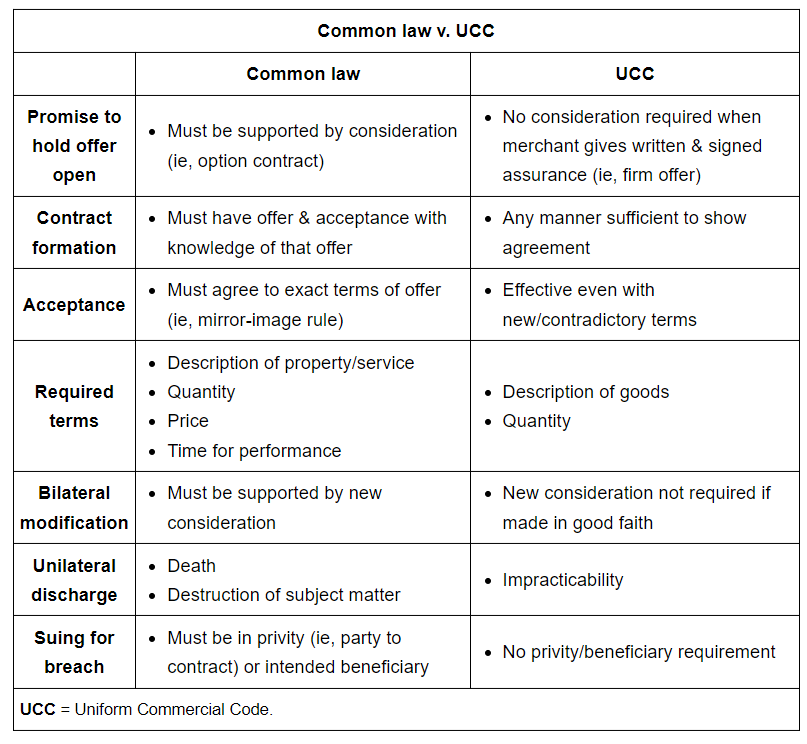 Common law v. UCC
Common law
UCC
Promise to
hold offer
open
• Must be supported by consideration
(ie, option contract)
• No consideration required when
merchant gives written & signed
assurance (ie, firm offer)
Contract
formation
• Must have offer & acceptance with
knowledge of that offer
• Any manner sufficient to show
agreement
Acceptance
• Must agree to exact terms of offer
(ie, mirror-image rule)
• Effective even with
new/contradictory terms
Required
terms
• Description of property/service
• Quantity
• Price
• Time for performance
• Description of goods
• Quantity
Bilateral
modification
• Must be supported by new
consideration
• New consideration not required if
made in good faith
Unilateral
discharge
• Death
• Destruction of subject matter
• Impracticability
Suing for
breach
• Must be in privity (ie, party to
contract) or intended beneficiary
• No privity/beneficiary requirement
UCC = Uniform Commercial Code.